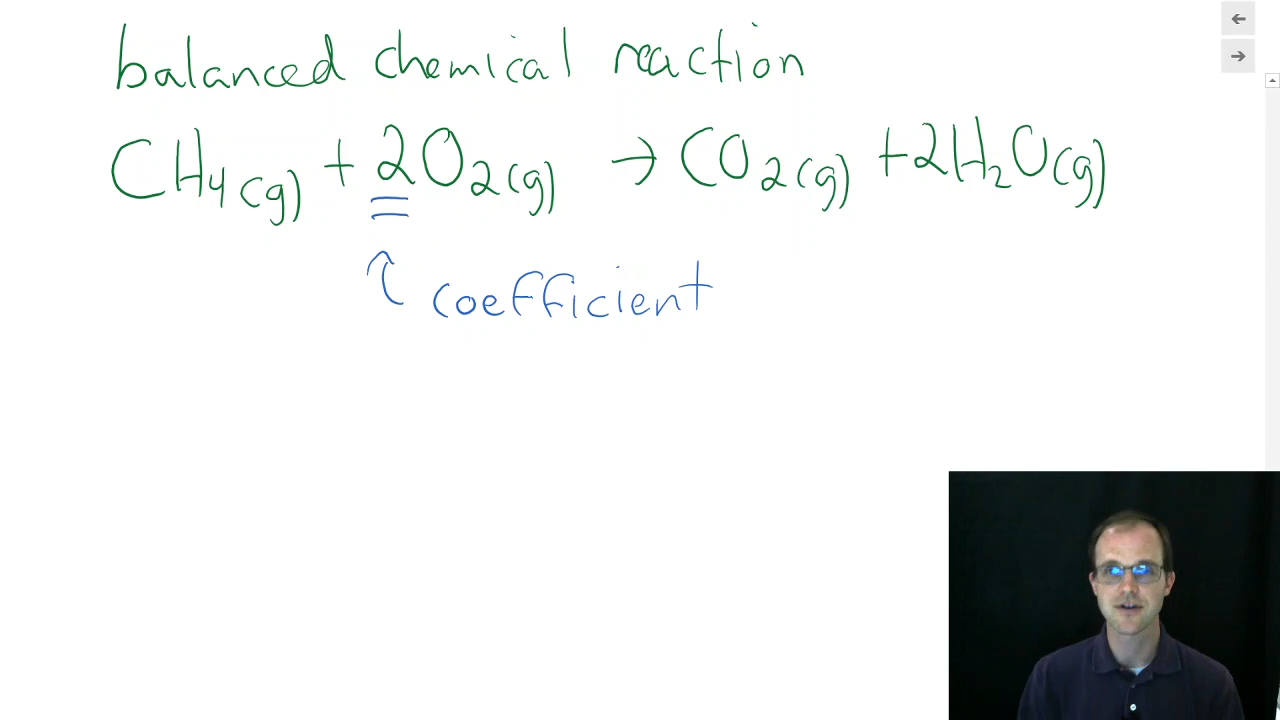 balanced chemical reaction
CH₄(g) + 2O₂(g) → CO₂(g) + 2H₂O(g)
coefficient